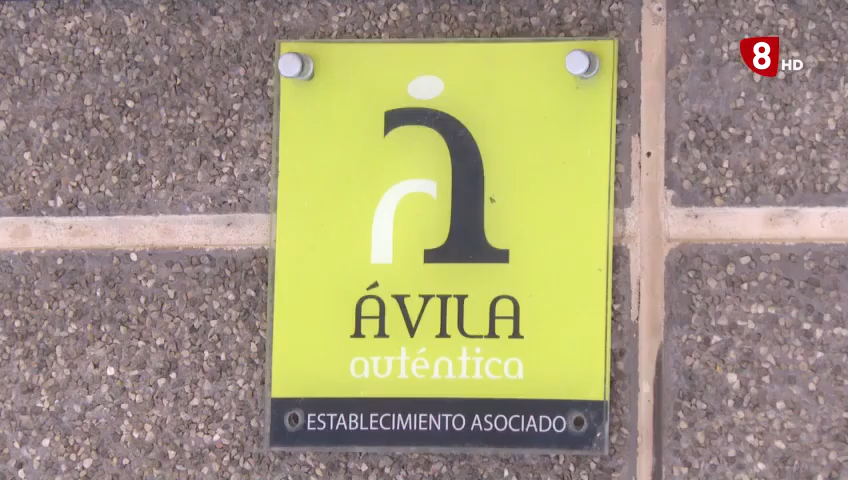 8 HD
ÁVILA
auténtica
ESTABLECIMIENTO ASOCIADO